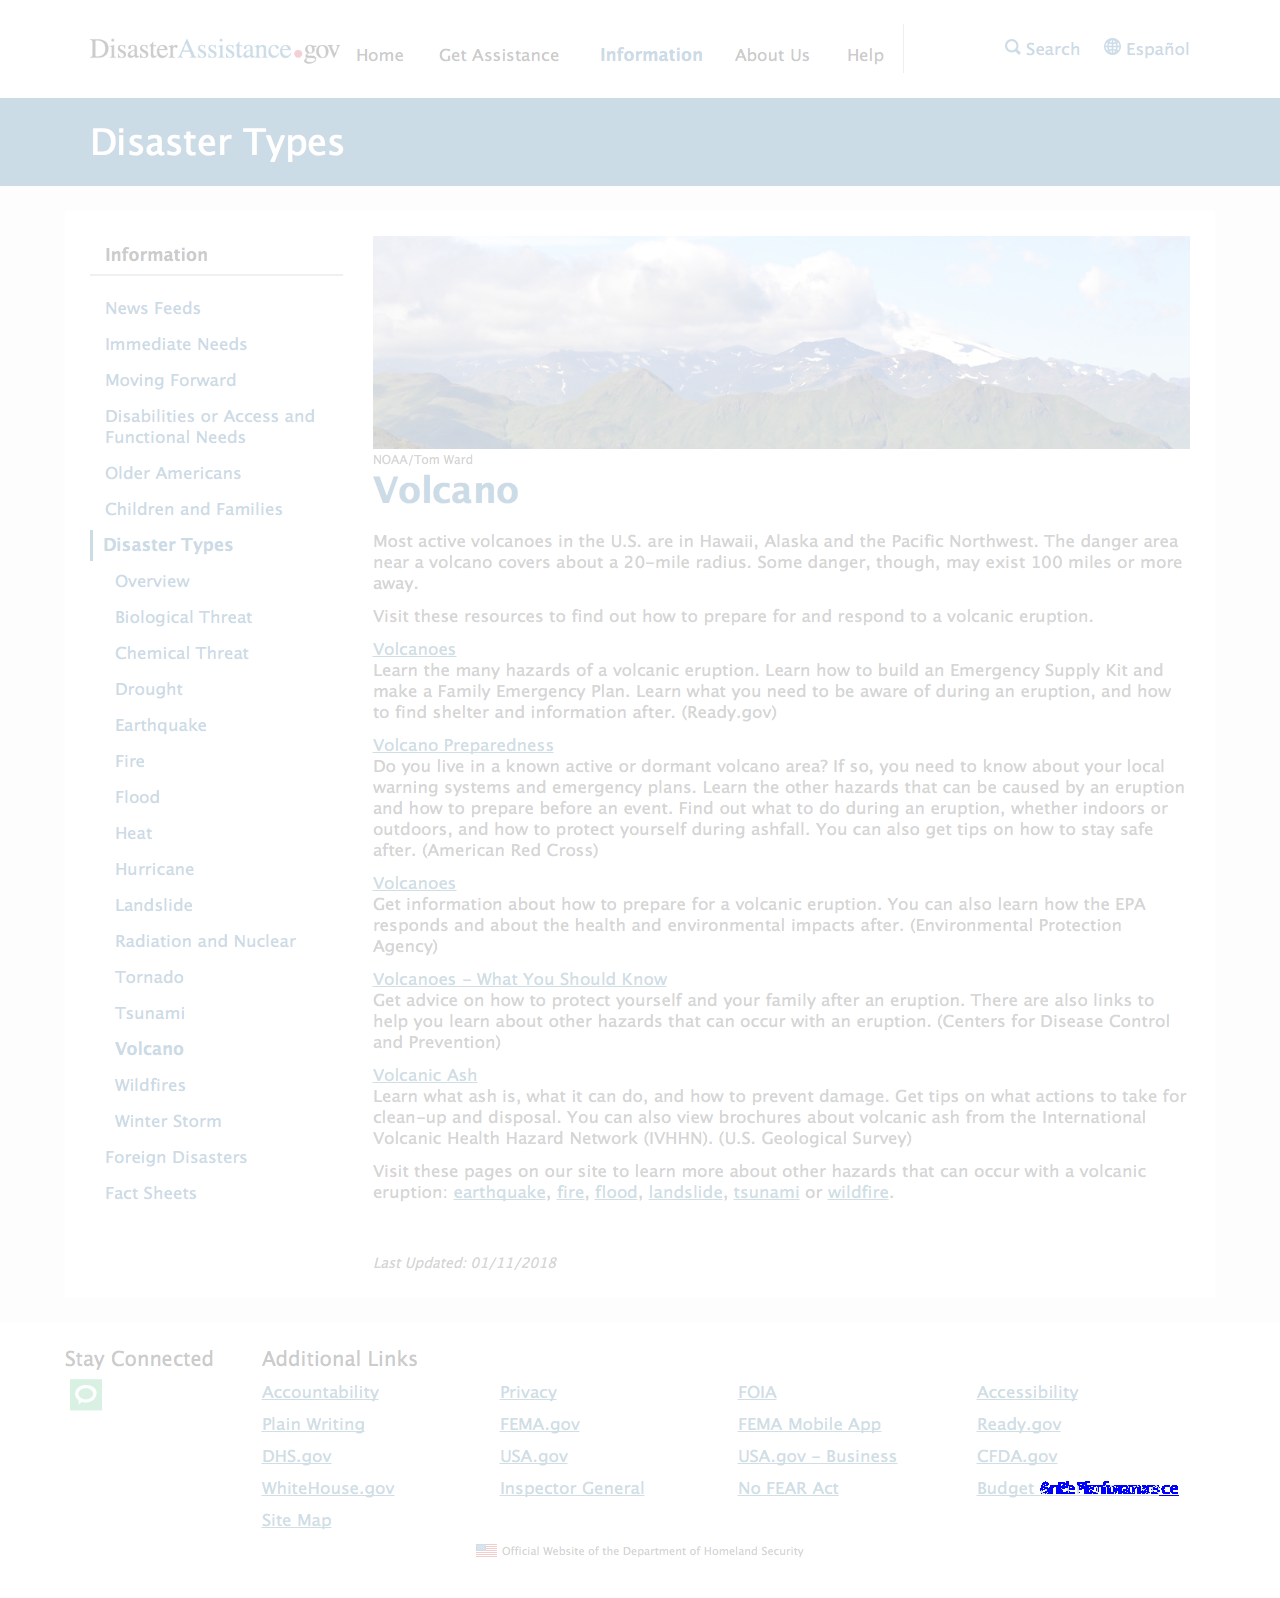 DisasterAssistance.gov Home Get Assistance Information About Us Help Search Español
Disaster Types
Information
News Feeds
Immediate Needs
Moving Forward
Disabilities or Access and
Functional Needs
Older Americans
Children and Families
Disaster Types
Overview
Biological Threat
Chemical Threat
Drought
Earthquake
Fire
Flood
Heat
Hurricane
Landslide
Radiation and Nuclear
Tornado
Tsunami
Volcano
Wildfires
Winter Storm
Foreign Disasters
Fact Sheets
NOAA/Tom Ward
Volcano
Most active volcanoes in the U.S. are in Hawaii, Alaska and the Pacific Northwest. The danger area
near a volcano covers about a 20-mile radius. Some danger, though, may exist 100 miles or more
away.
Visit these resources to find out how to prepare for and respond to a volcanic eruption.
Volcanoes
Learn the many hazards of a volcanic eruption. Learn how to build an Emergency Supply Kit and
make a Family Emergency Plan. Learn what you need to be aware of during an eruption, and how
to find shelter and information after. (Ready.gov)
Volcano Preparedness
Do you live in a known active or dormant volcano area? If so, you need to know about your local
warning systems and emergency plans. Learn the other hazards that can be caused by an eruption
and how to prepare before an event. Find out what to do during an eruption, whether indoors or
outdoors, and how to protect yourself during ashfall. You can also get tips on how to stay safe
after. (American Red Cross)
Volcanoes
Get information about how to prepare for a volcanic eruption. You can also learn how the EPA
responds and about the health and environmental impacts after. (Environmental Protection
Agency)
Volcanoes - What You Should Know
Get advice on how to protect yourself and your family after an eruption. There are also links to
help you learn about other hazards that can occur with an eruption. (Centers for Disease Control
and Prevention)
Volcanic Ash
Learn what ash is, what it can do, and how to prevent damage. Get tips on what actions to take for
clean-up and disposal. You can also view brochures about volcanic ash from the International
Volcanic Health Hazard Network (IVHHN). (U.S. Geological Survey)
Visit these pages on our site to learn more about other hazards that can occur with a volcanic
eruption: earthquake, fire, flood, landslide, tsunami or wildfire.
Last Updated: 01/11/2018
Stay Connected
Additional Links
Accountability Privacy FOIA Accessibility
Plain Writing FEMA.gov FEMA Mobile App Ready.gov
DHS.gov USA.gov USA.gov - Business CFDA.gov
WhiteHouse.gov Inspector General No FEAR Act Budget
Site Map
Official Website of the Department of Homeland Security